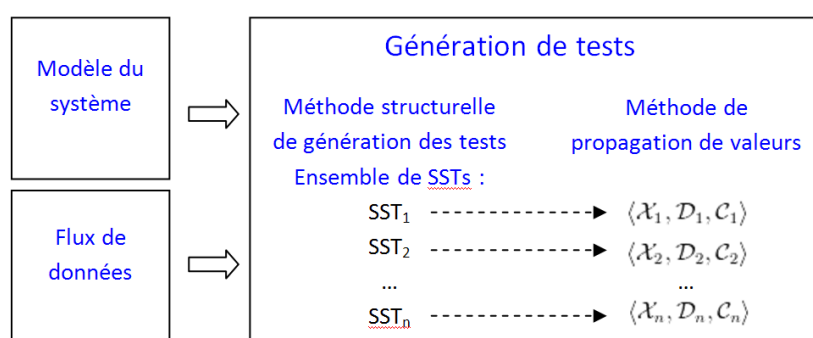 Modèle du
système
Flux de
données
Génération de tests
Méthode structurelle
de génération des tests
Méthode de
propagation de valeurs
Ensemble de SSTs :
SST₁ ⟨𝒳₁, 𝒟₁, 𝒞₁⟩
SST₂ ⟨𝒳₂, 𝒟₂, 𝒞₂⟩
... ...
SSTₙ ⟨𝒳ₙ, 𝒟ₙ, 𝒞ₙ⟩